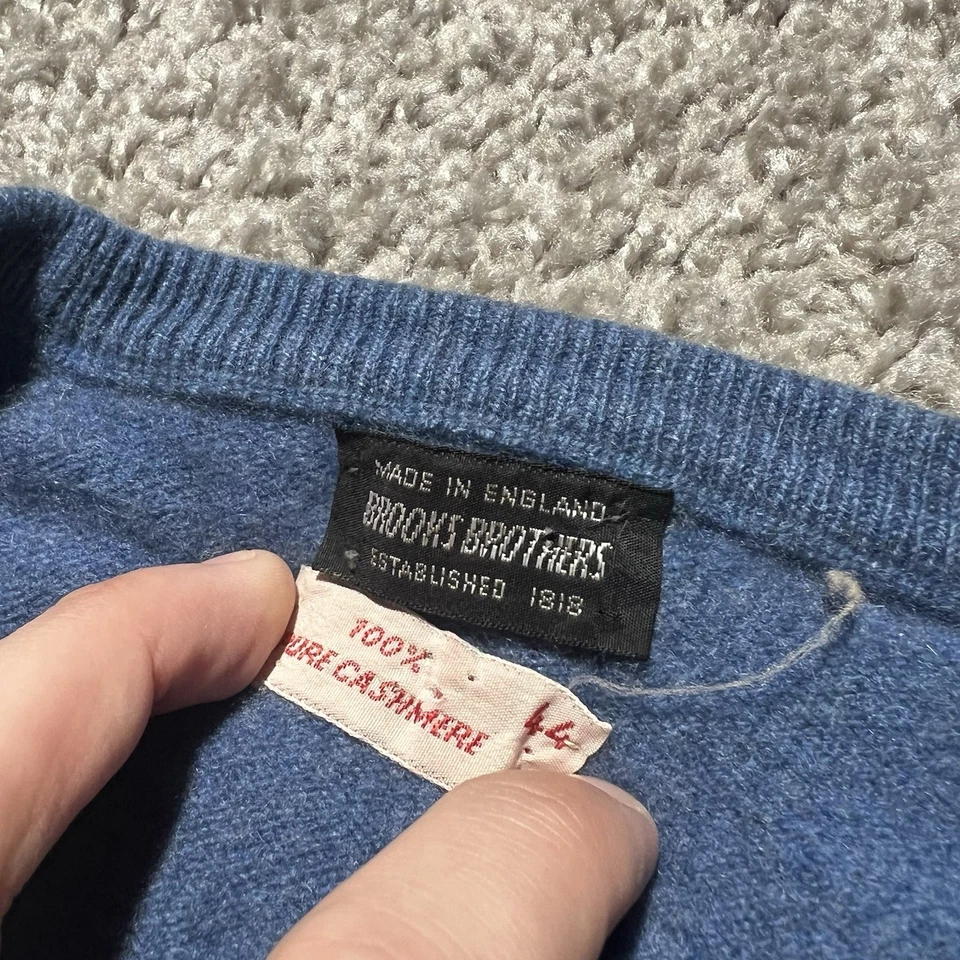 MADE IN ENGLAND
BROOKS BROTHERS
ESTABLISHED 1818
100%
PURE CASHMERE
44